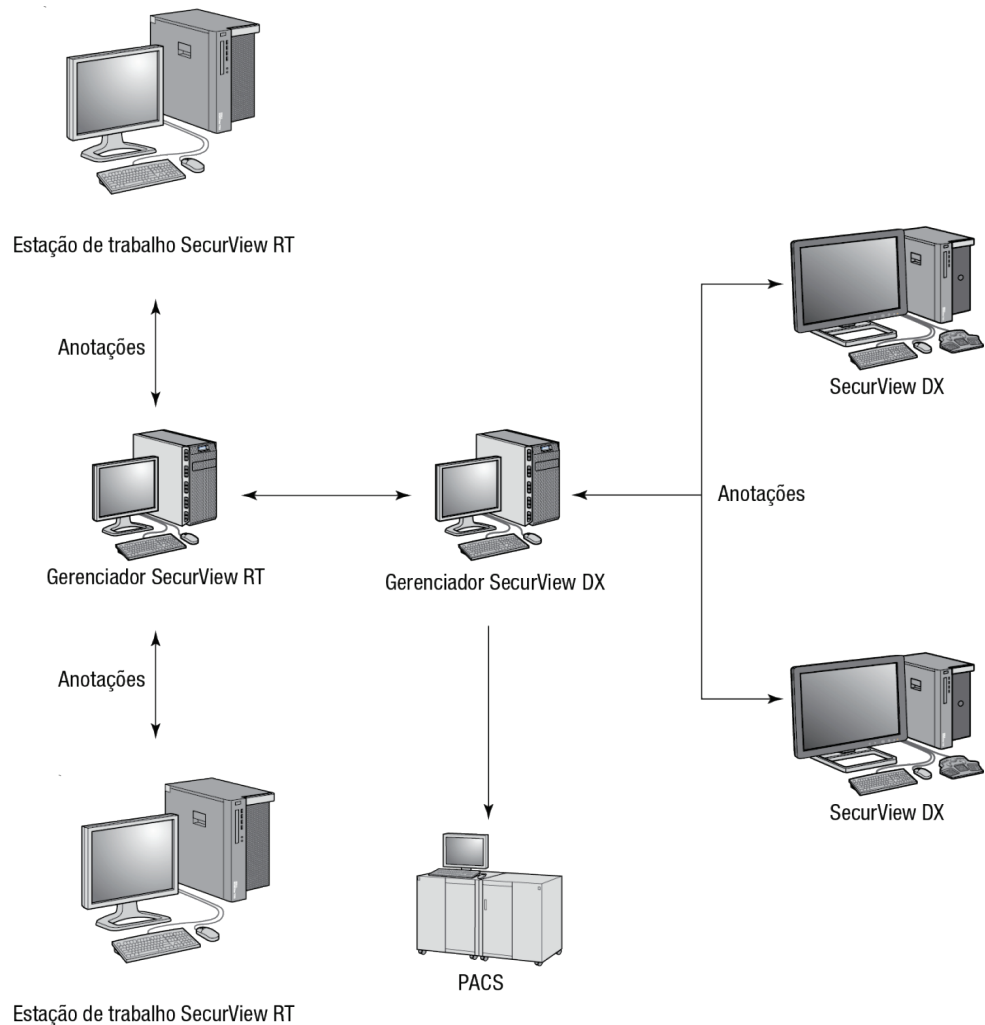 Estação de trabalho SecurView RT
Anotações
SecurView DX
Anotações
Gerenciador SecurView RT
Gerenciador SecurView DX
Anotações
SecurView DX
PACS
Estação de trabalho SecurView RT